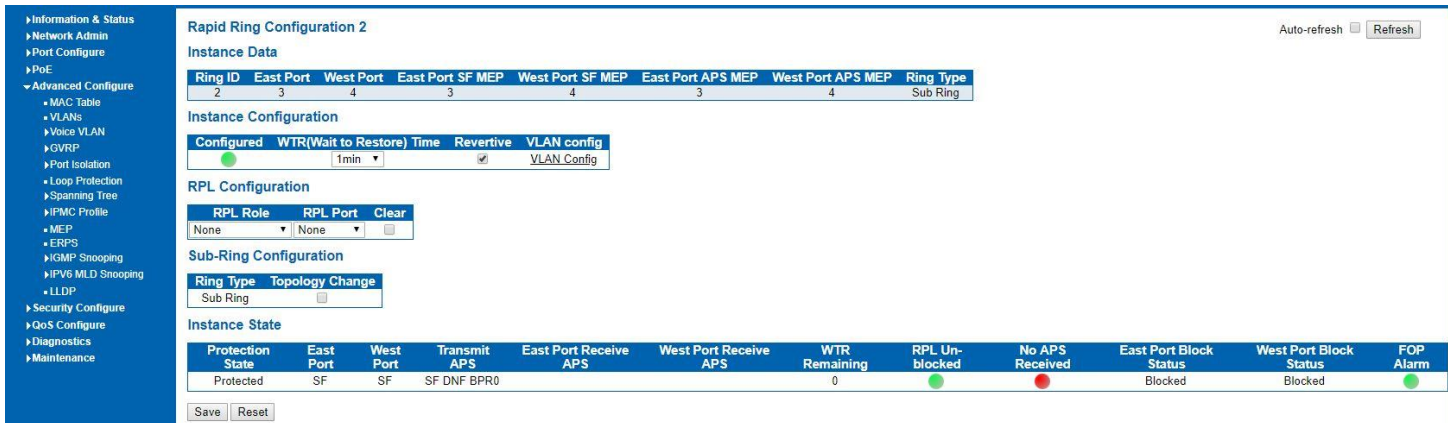 Information & Status
Network Admin
Port Configure
PoE
Advanced Configure
MAC Table
VLANs
Voice VLAN
GVRP
Port Isolation
Loop Protection
Spanning Tree
IPMC Profile
MEP
ERPS
IGMP Snooping
IPV6 MLD Snooping
LLDP
Security Configure
QoS Configure
Diagnostics
Maintenance
Rapid Ring Configuration 2
Auto-refresh Refresh
Instance Data
Ring ID East Port West Port East Port SF MEP West Port SF MEP East Port APS MEP West Port APS MEP Ring Type
2 3 4 3 4 3 4 Sub Ring
Instance Configuration
Configured WTR(Wait to Restore) Time Revertive VLAN config
1min VLAN Config
RPL Configuration
RPL Role RPL Port Clear
None None
Sub-Ring Configuration
Ring Type Topology Change
Sub Ring
Instance State
Protection East West Transmit East Port Receive West Port Receive WTR RPL Un- No APS East Port Block West Port Block FOP
State Port Port APS APS APS Remaining blocked Received Status Status Alarm
Protected SF SF SF DNF BPR0 0 Blocked Blocked
Save Reset